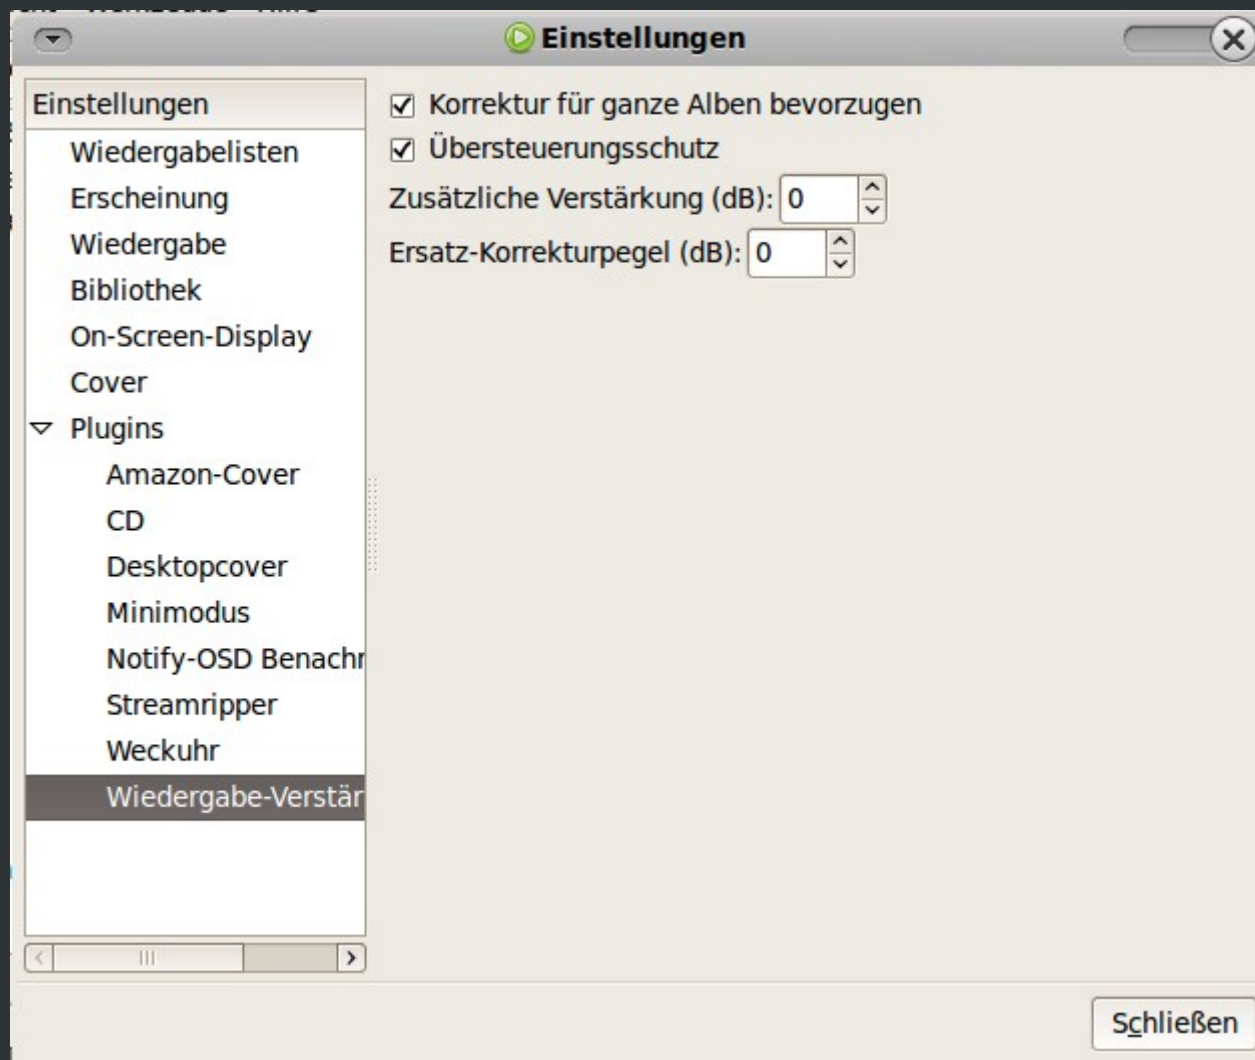 Einstellungen
Einstellungen
Wiedergabelisten
Erscheinung
Wiedergabe
Bibliothek
On-Screen-Display
Cover
Plugins
Amazon-Cover
CD
Desktopcover
Minimodus
Notify-OSD Benachr
Streamripper
Weckuhr
Wiedergabe-Verstär
Korrektur für ganze Alben bevorzugen
Übersteuerungsschutz
Zusätzliche Verstärkung (dB): 0
Ersatz-Korrekturpegel (dB): 0
Schließen